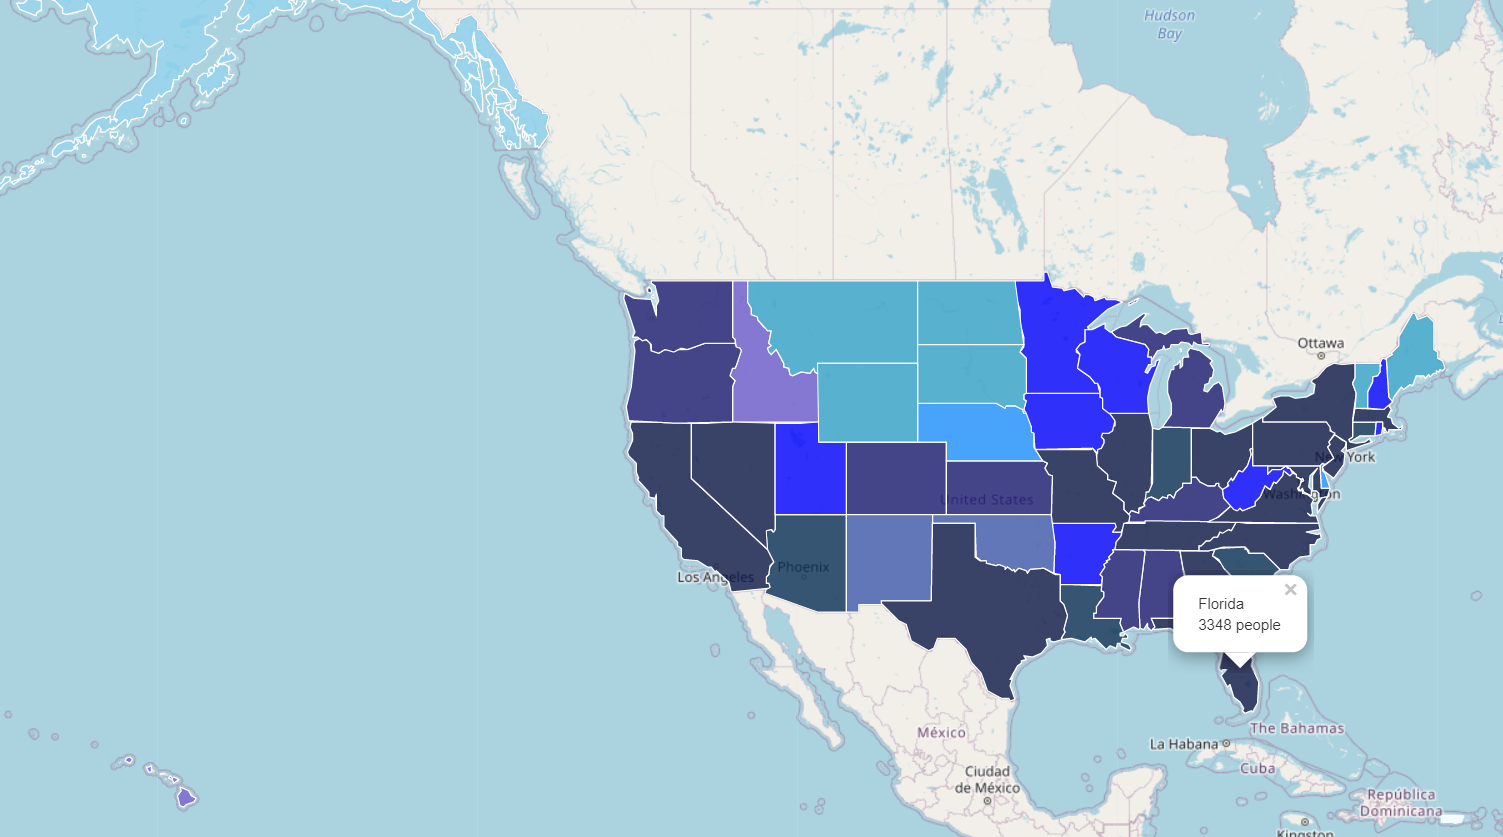 Hudson
Bay
Ottawa
New York
United States
Washington
Phoenix
Los Angeles
×
Florida
3348 people
The Bahamas
México
La Habana
Cuba
Ciudad
de México
República
Dominicana
Kingston